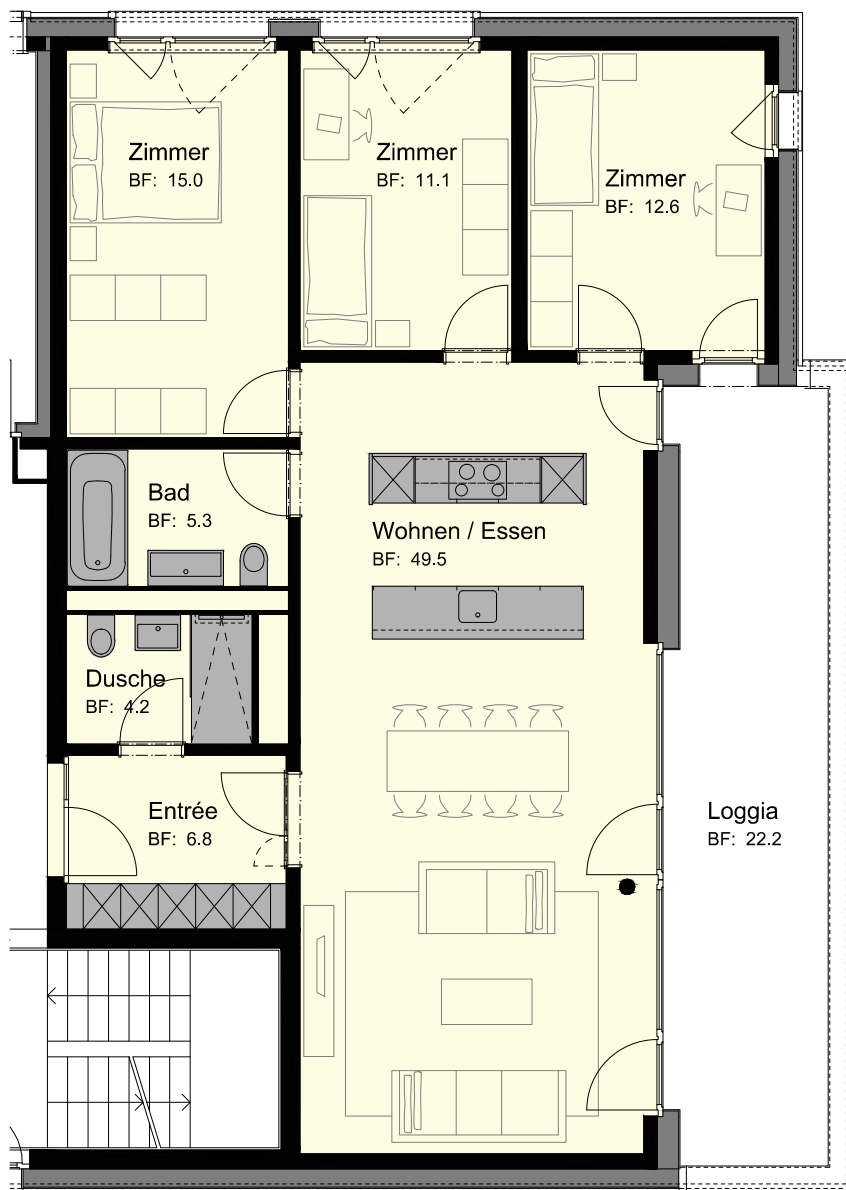 Zimmer
BF: 15.0
Zimmer
BF: 11.1
Zimmer
BF: 12.6
Bad
BF: 5.3
Wohnen / Essen
BF: 49.5
Dusche
BF: 4.2
Entrée
BF: 6.8
Loggia
BF: 22.2